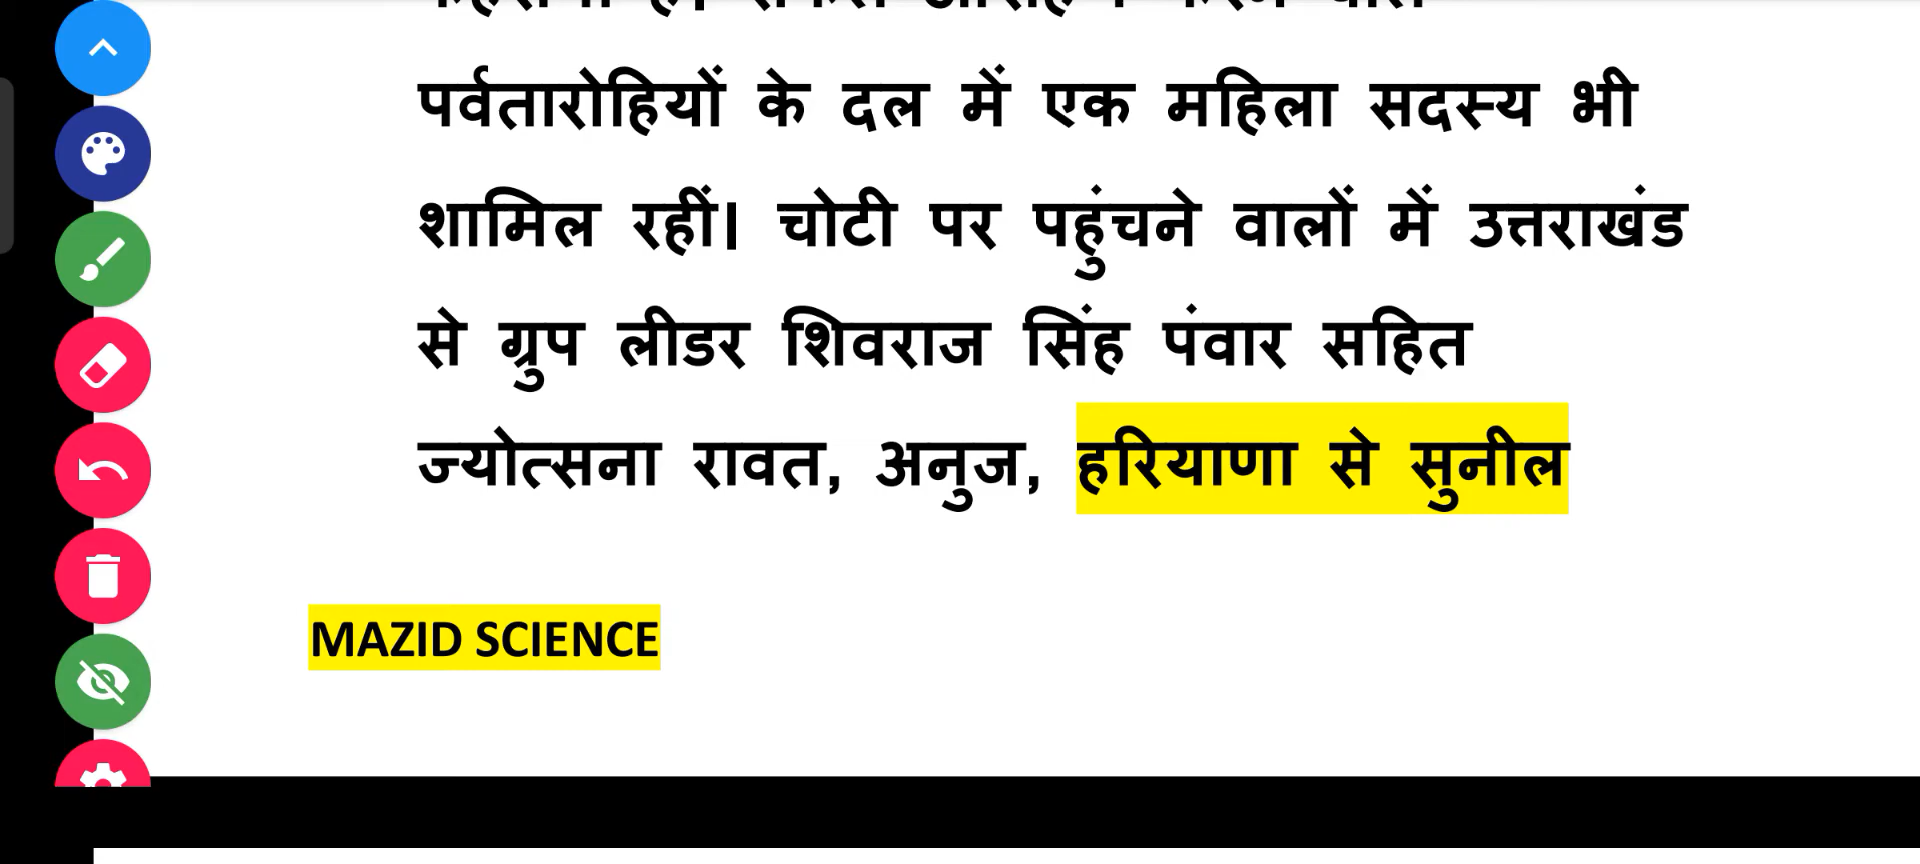 पर्वतारोहियों के दल में एक महिला सदस्य भी
शामिल रहीं। चोटी पर पहुंचने वालों में उत्तराखंड
से ग्रुप लीडर शिवराज सिंह पंवार सहित
ज्योत्सना रावत, अनुज, हरियाणा से सुनील
MAZID SCIENCE